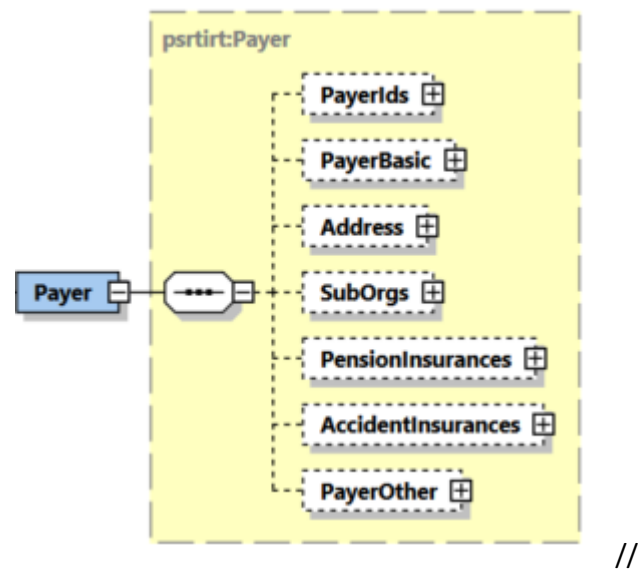 psrtirt:Payer
PayerIds
PayerBasic
Address
Payer
SubOrgs
PensionInsurances
AccidentInsurances
PayerOther
//